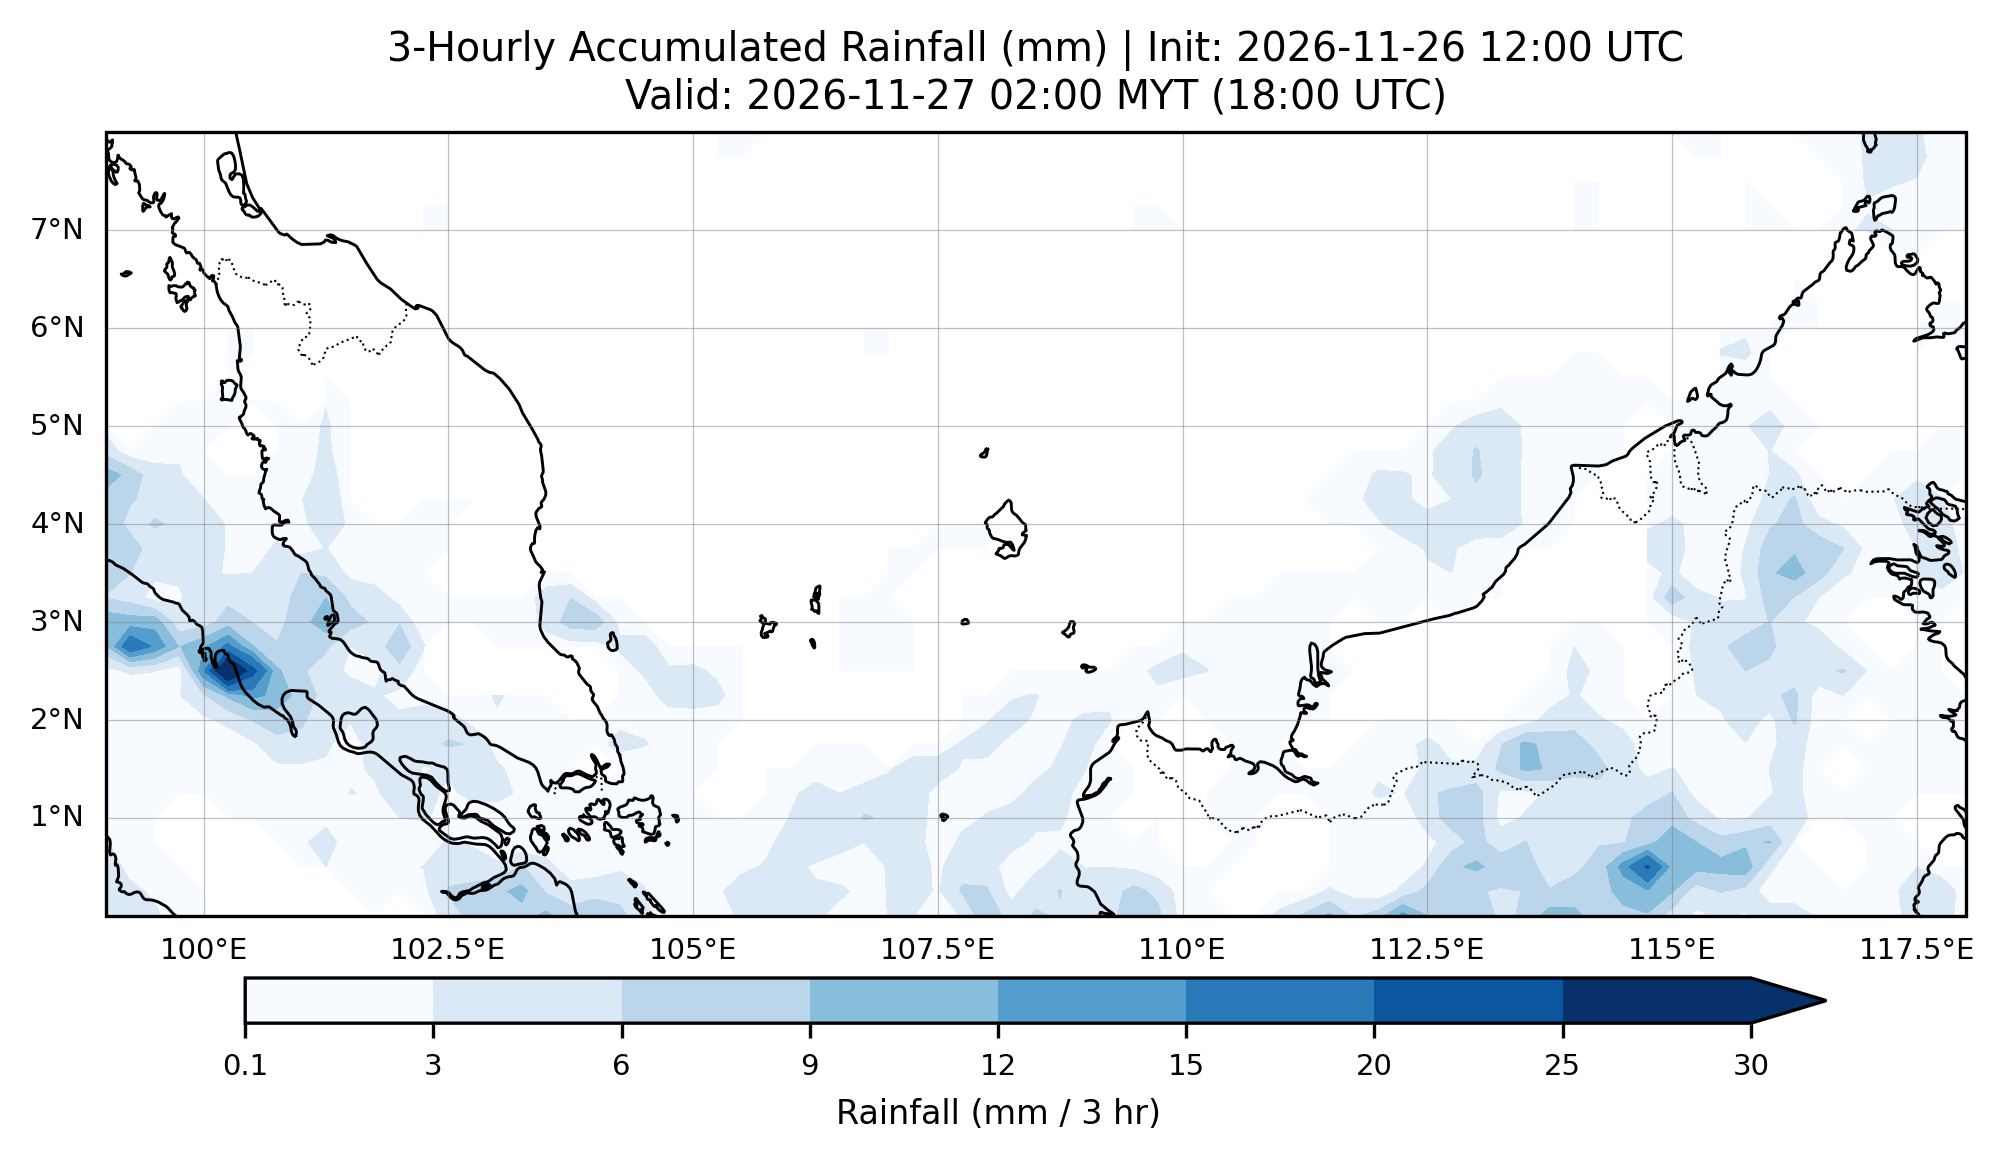 3-Hourly Accumulated Rainfall (mm) | Init: 2026-11-26 12:00 UTC
Valid: 2026-11-27 02:00 MYT (18:00 UTC)
7°N
6°N
5°N
4°N
3°N
2°N
1°N
100°E 102.5°E 105°E 107.5°E 110°E 112.5°E 115°E 117.5°E
0.1 3 6 9 12 15 20 25 30
Rainfall (mm / 3 hr)